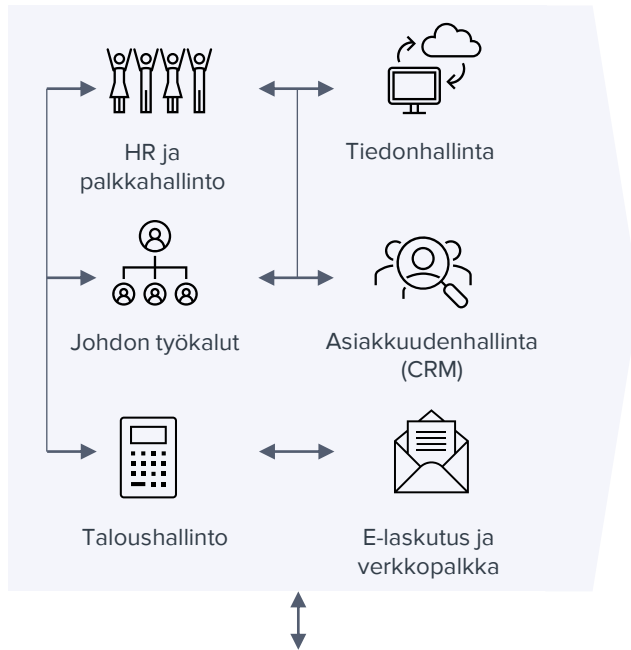 HR ja
palkkahallinto
Tiedonhallinta
Johdon työkalut
Asiakkuudenhallinta
(CRM)
Taloushallinto
E-laskutus ja
verkkopalkka